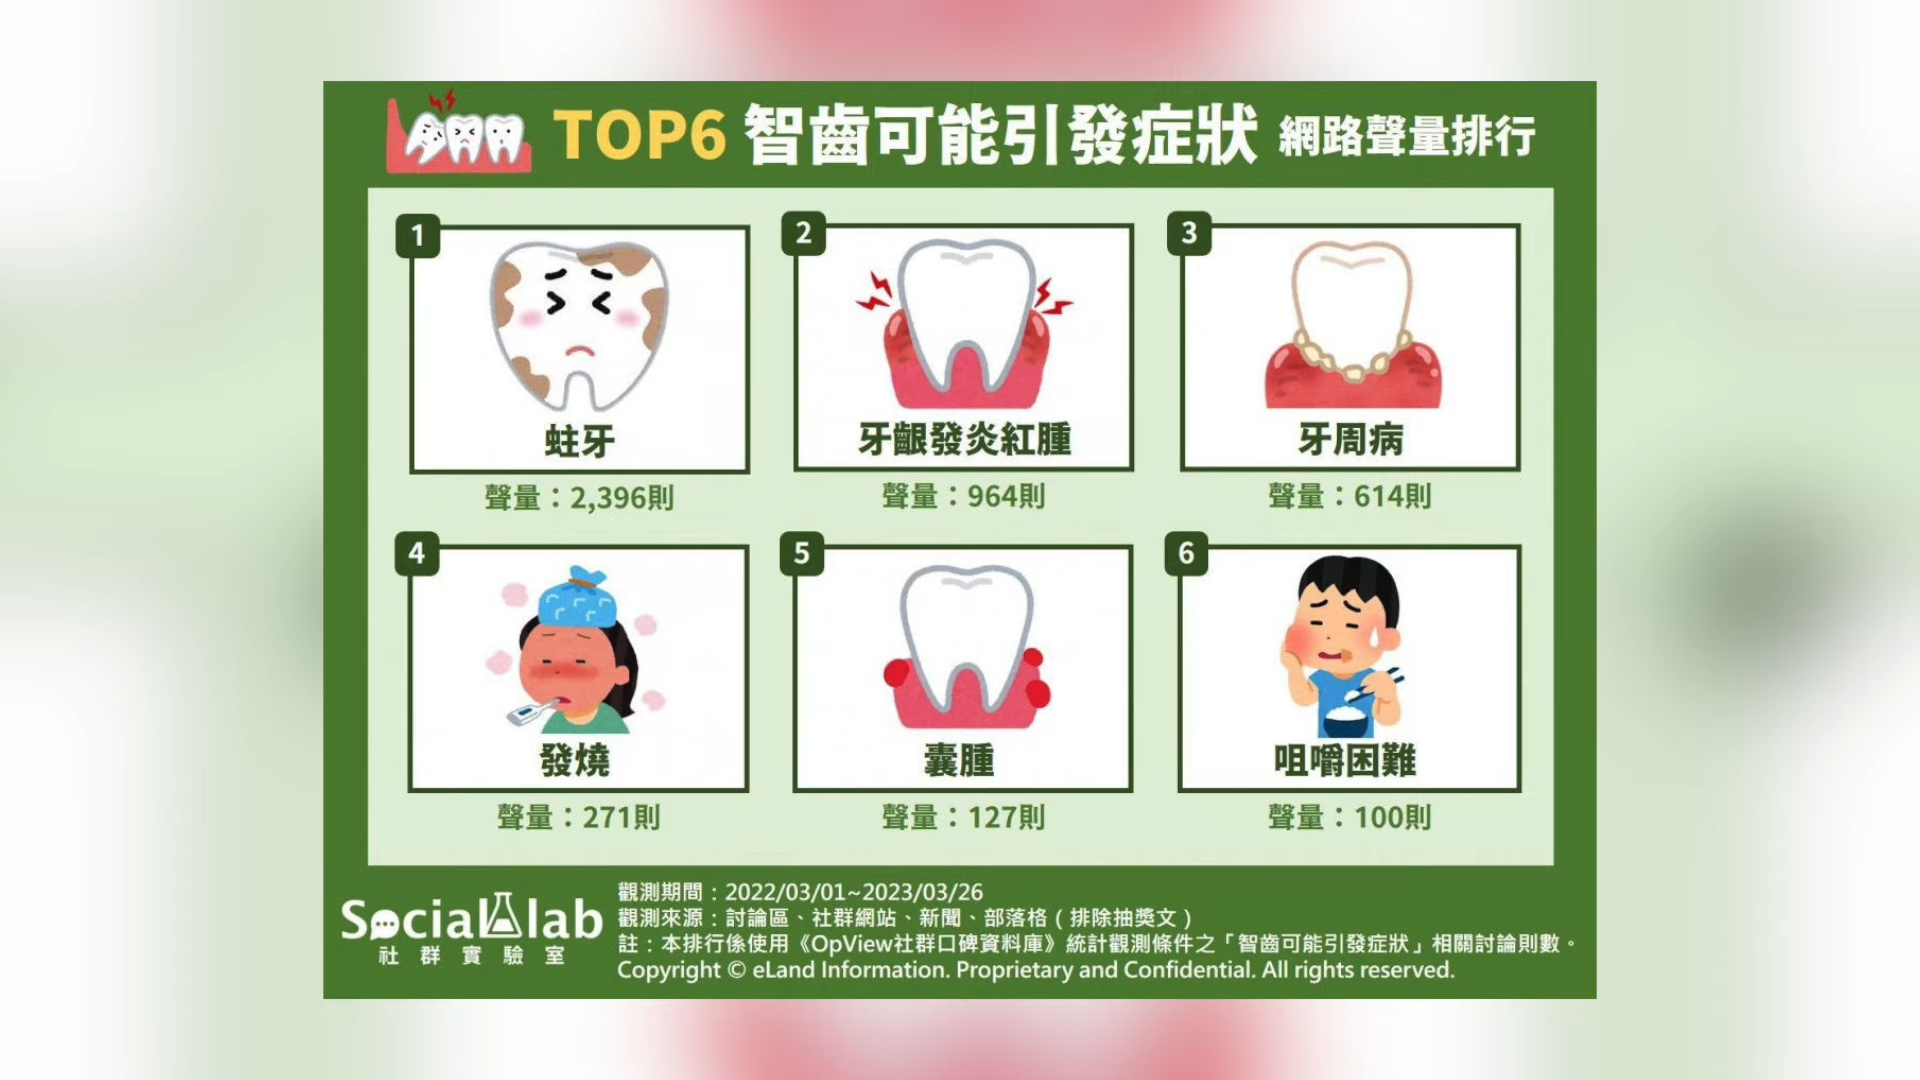 TOP6 智齒可能引發症狀 網路聲量排行
1
蛀牙
聲量：2,396則
2
牙齦發炎紅腫
聲量：964則
3
牙周病
聲量：614則
4
發燒
聲量：271則
5
囊腫
聲量：127則
6
咀嚼困難
聲量：100則
Social lab
社群實驗室
觀測期間：2022/03/01~2023/03/26
觀測來源：討論區、社群網站、新聞、部落格（排除抽獎文）
註：本排行係使用《OpView社群口碑資料庫》統計觀測條件之「智齒可能引發症狀」相關討論則數。
Copyright © eLand Information. Proprietary and Confidential. All rights reserved.